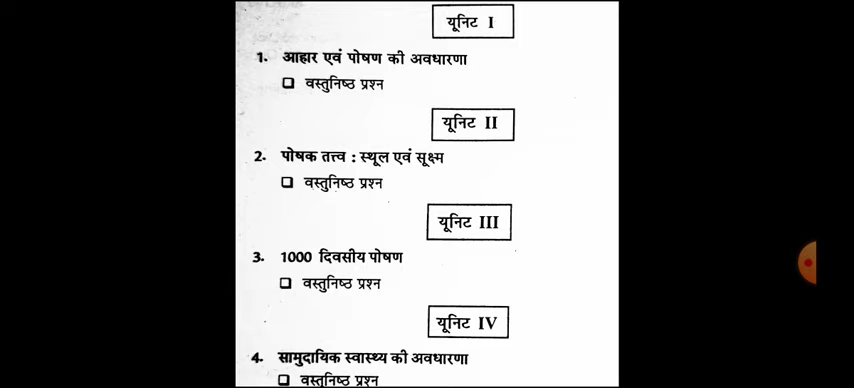 यूनिट I
1. आहार एवं पोषण की अवधारणा
❑ वस्तुनिष्ठ प्रश्न
यूनिट II
2. पोषक तत्त्व : स्थूल एवं सूक्ष्म
❑ वस्तुनिष्ठ प्रश्न
यूनिट III
3. 1000 दिवसीय पोषण
❑ वस्तुनिष्ठ प्रश्न
यूनिट IV
4. सामुदायिक स्वास्थ्य की अवधारणा
❑ वस्तुनिष्ठ प्रश्न